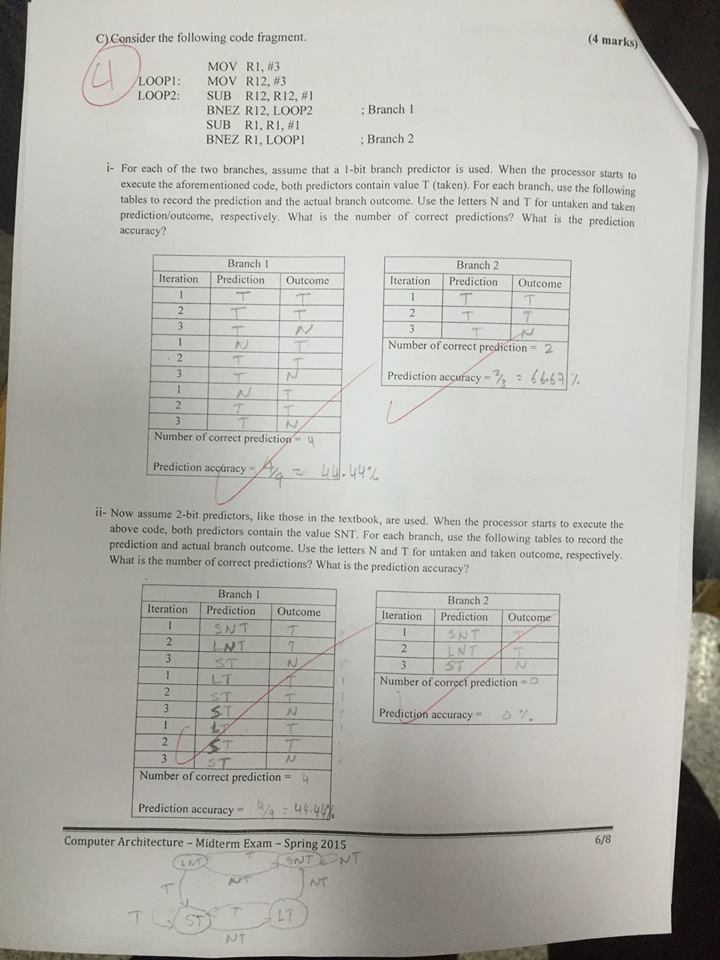 C) Consider the following code fragment. (4 marks)
4
MOV R1, #3
LOOP1: MOV R12, #3
LOOP2: SUB R12, R12, #1
BNEZ R12, LOOP2 ; Branch 1
SUB R1, R1, #1
BNEZ R1, LOOP1 ; Branch 2
i- For each of the two branches, assume that a 1-bit branch predictor is used. When the processor starts to
execute the aforementioned code, both predictors contain value T (taken). For each branch, use the following
tables to record the prediction and the actual branch outcome. Use the letters N and T for untaken and taken
prediction/outcome, respectively. What is the number of correct predictions? What is the prediction
accuracy?
Branch 1
Iteration Prediction Outcome
1 T T
2 T T
3 T N
1 N T
2 T T
3 T N
1 N T
2 T T
3 T N
Number of correct prediction = 4
Prediction accuracy = 4/9 = 44.44%
Branch 2
Iteration Prediction Outcome
1 T T
2 T T
3 T N
Number of correct prediction = 2
Prediction accuracy = 2/3 = 66.67%
ii- Now assume 2-bit predictors, like those in the textbook, are used. When the processor starts to execute the
above code, both predictors contain the value SNT. For each branch, use the following tables to record the
prediction and actual branch outcome. Use the letters N and T for untaken and taken outcome, respectively.
What is the number of correct predictions? What is the prediction accuracy?
Branch 1
Iteration Prediction Outcome
1 SNT T
2 LNT T
3 ST N
1 LT T
2 ST T
3 ST N
1 LT T
2 ST T
3 ST N
Number of correct prediction = 4
Prediction accuracy = 4/9 = 44.44%
Branch 2
Iteration Prediction Outcome
1 SNT T
2 LNT T
3 ST N
Number of correct prediction = 0
Prediction accuracy = 0%
Computer Architecture – Midterm Exam – Spring 2015 6/8
LNT T SNT NT
NT
T NT
T ST T LT
NT